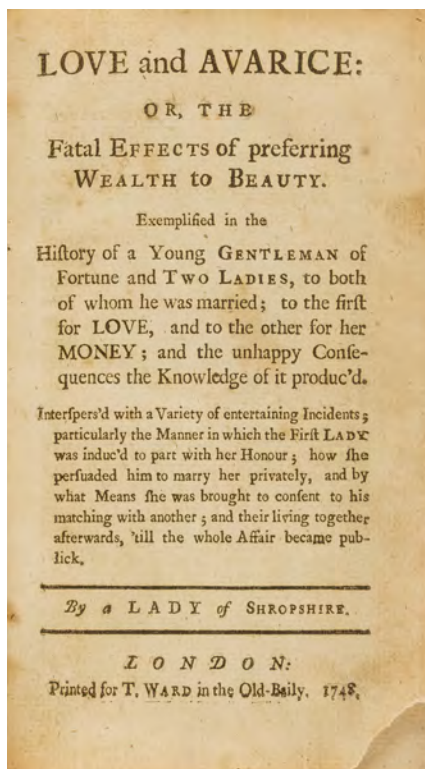 LOVE and AVARICE:
OR, THE
Fatal EFFECTS of preferring
WEALTH to BEAUTY.
Exemplified in the
Hiſtory of a Young GENTLEMAN of
Fortune and TWO LADIES, to both
of whom he was married; to the firſt
for LOVE, and to the other for her
MONEY; and the unhappy Conſe-
quences the Knowledge of it produc'd.
Interſpers'd with a Variety of entertaining Incidents;
particularly the Manner in which the Firſt LADY
was induc'd to part with her Honour; how ſhe
perſuaded him to marry her privately, and by
what Means ſhe was brought to conſent to his
matching with another; and their living together
afterwards, 'till the whole Affair became pub-
lick.
By a LADY of SHROPSHIRE.
LONDON:
Printed for T. WARD in the Old-Baily. 1748.